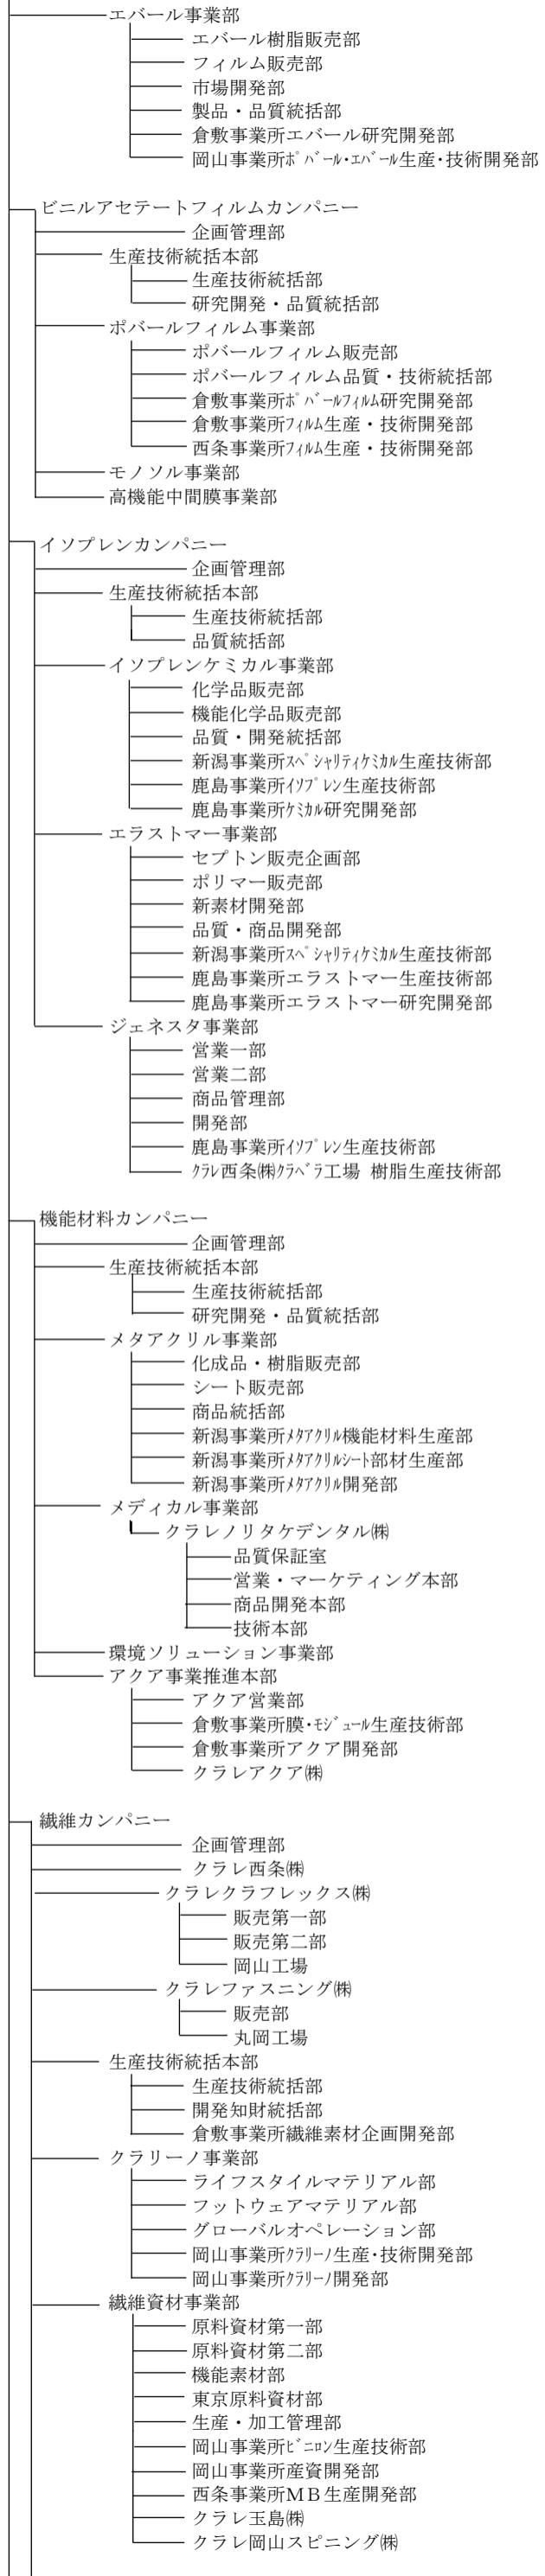 エバール事業部
エバール樹脂販売部
フィルム販売部
市場開発部
製品・品質統括部
倉敷事業所エバール研究開発部
岡山事業所ﾎﾟﾊﾞｰﾙ･ｴﾊﾞｰﾙ生産･技術開発部
ビニルアセテートフィルムカンパニー
企画管理部
生産技術統括本部
生産技術統括部
研究開発・品質統括部
ポバールフィルム事業部
ポバールフィルム販売部
ポバールフィルム品質・技術統括部
倉敷事業所ﾎﾟﾊﾞｰﾙﾌｨﾙﾑ研究開発部
倉敷事業所ﾌｨﾙﾑ生産・技術開発部
西条事業所ﾌｨﾙﾑ生産・技術開発部
モノソル事業部
高機能中間膜事業部
イソプレンカンパニー
企画管理部
生産技術統括本部
生産技術統括部
品質統括部
イソプレンケミカル事業部
化学品販売部
機能化学品販売部
品質・開発統括部
新潟事業所ｽﾍﾟｼｬﾘﾃｨｹﾐｶﾙ生産技術部
鹿島事業所ｲｿﾌﾟﾚﾝ生産技術部
鹿島事業所ｹﾐｶﾙ研究開発部
エラストマー事業部
セプトン販売企画部
ポリマー販売部
新素材開発部
品質・商品開発部
新潟事業所ｽﾍﾟｼｬﾘﾃｨｹﾐｶﾙ生産技術部
鹿島事業所エラストマー生産技術部
鹿島事業所エラストマー研究開発部
ジェネスタ事業部
営業一部
営業二部
商品管理部
開発部
鹿島事業所ｲｿﾌﾟﾚﾝ生産技術部
ｸﾗﾚ西条㈱ｸﾗﾍﾞﾗ工場 樹脂生産技術部
機能材料カンパニー
企画管理部
生産技術統括本部
生産技術統括部
研究開発・品質統括部
メタアクリル事業部
化成品・樹脂販売部
シート販売部
商品統括部
新潟事業所ﾒﾀｱｸﾘﾙ機能材料生産部
新潟事業所ﾒﾀｱｸﾘﾙｼｰﾄ部材生産部
新潟事業所ﾒﾀｱｸﾘﾙ開発部
メディカル事業部
クラレノリタケデンタル㈱
品質保証室
営業・マーケティング本部
商品開発本部
技術本部
環境ソリューション事業部
アクア事業推進本部
アクア営業部
倉敷事業所膜･ﾓｼﾞｭｰﾙ生産技術部
倉敷事業所アクア開発部
クラレアクア㈱
繊維カンパニー
企画管理部
クラレ西条㈱
クラレクラフレックス㈱
販売第一部
販売第二部
岡山工場
クラレファスニング㈱
販売部
丸岡工場
生産技術統括本部
生産技術統括部
開発知財統括部
倉敷事業所繊維素材企画開発部
クラリーノ事業部
ライフスタイルマテリアル部
フットウェアマテリアル部
グローバルオペレーション部
岡山事業所ｸﾗﾘｰﾉ生産･技術開発部
岡山事業所ｸﾗﾘｰﾉ開発部
繊維資材事業部
原料資材第一部
原料資材第二部
機能素材部
東京原料資材部
生産・加工管理部
岡山事業所ﾋﾞﾆﾛﾝ生産技術部
岡山事業所産資開発部
西条事業所ＭＢ生産開発部
クラレ玉島㈱
クラレ岡山スピニング㈱